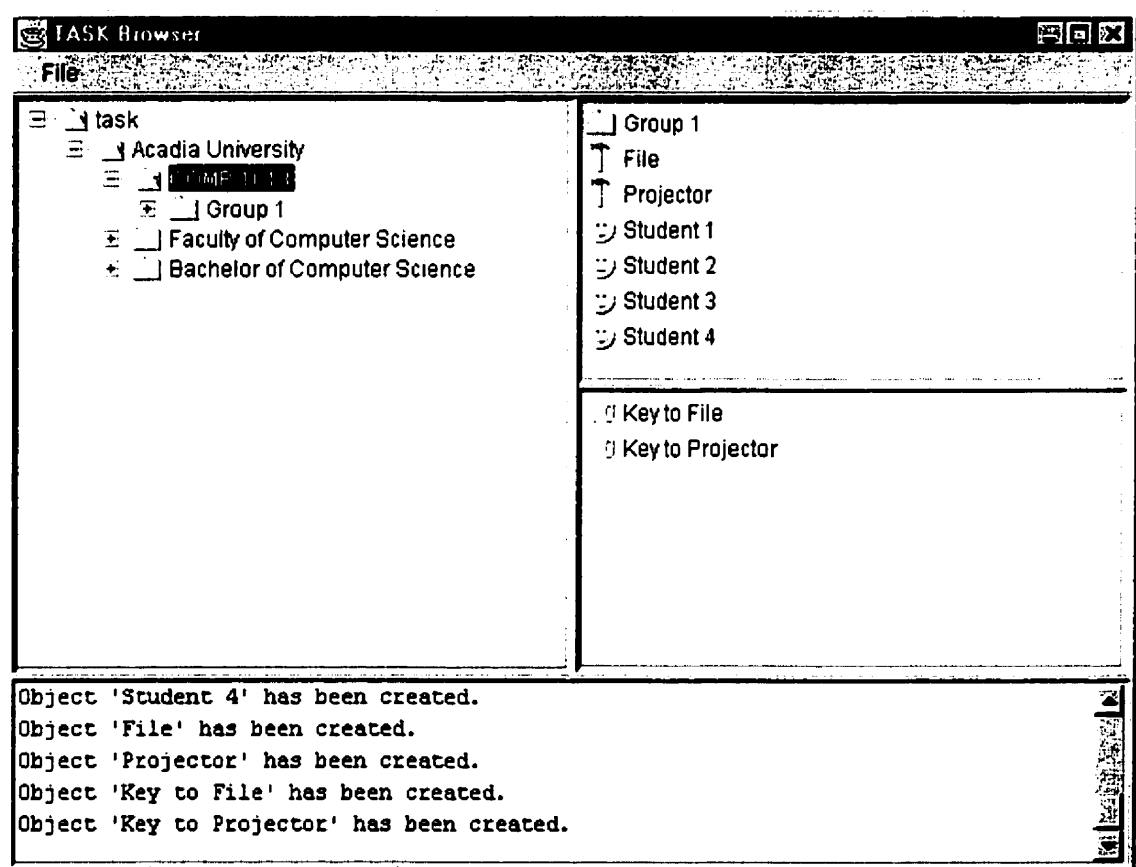 TASK Browser
File
task
Acadia University
COMP
Group 1
Faculty of Computer Science
Bachelor of Computer Science
Group 1
File
Projector
Student 1
Student 2
Student 3
Student 4
Key to File
Key to Projector
Object 'Student 4' has been created.
Object 'File' has been created.
Object 'Projector' has been created.
Object 'Key to File' has been created.
Object 'Key to Projector' has been created.